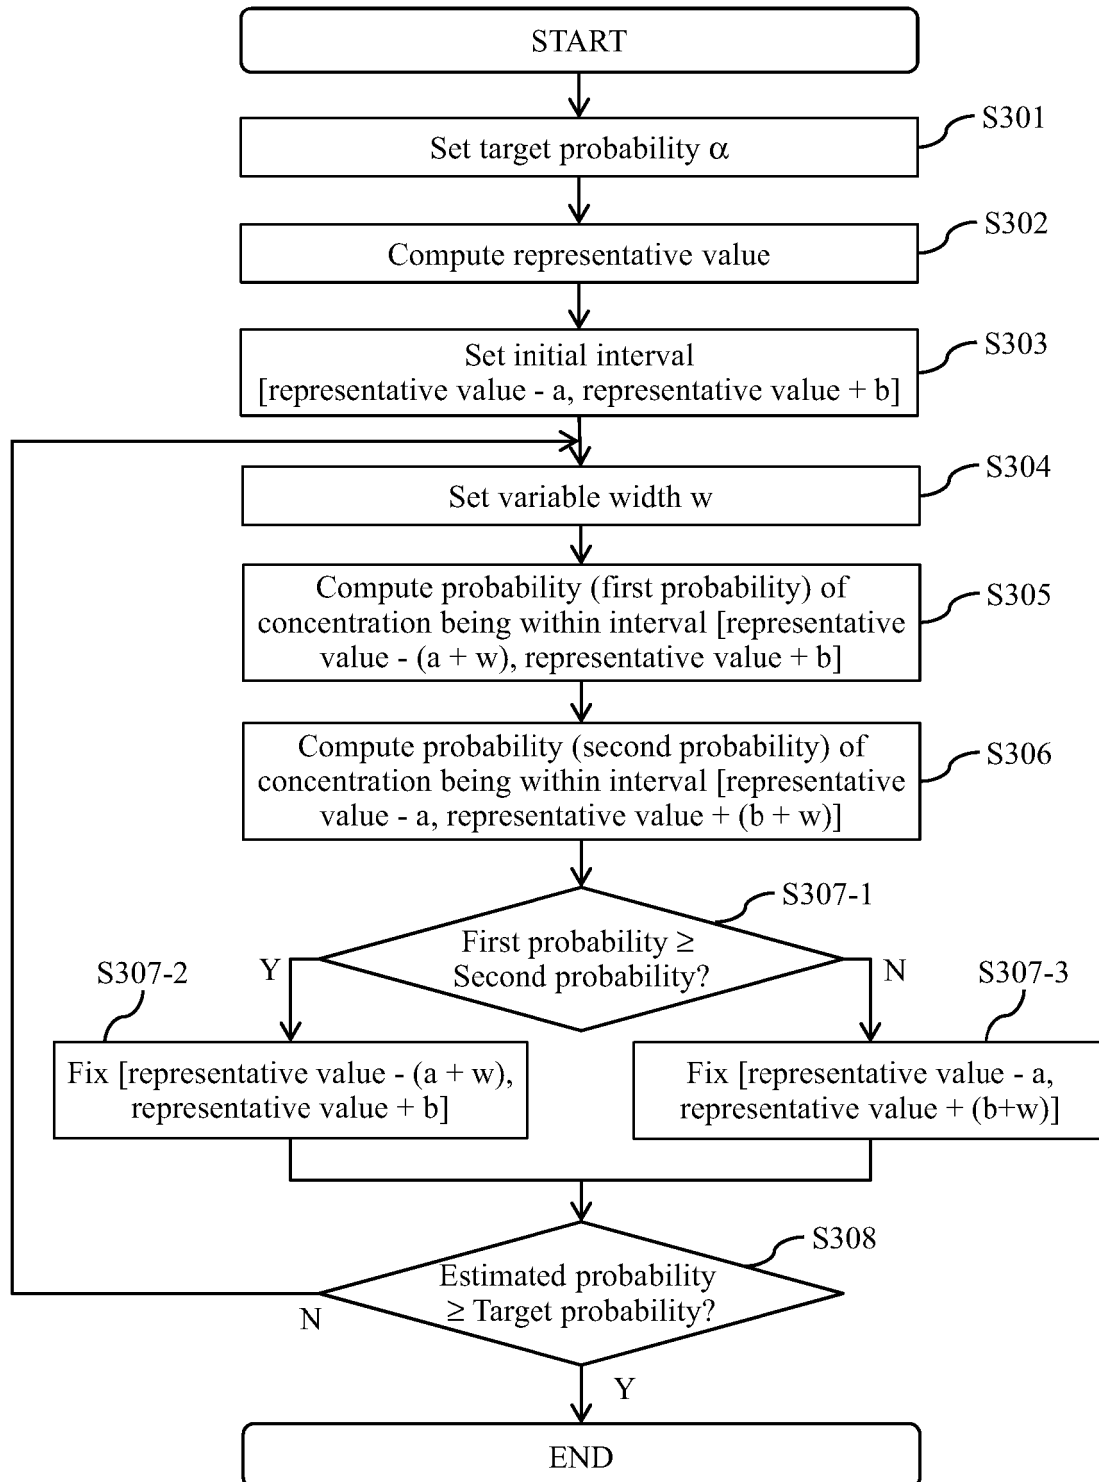 START
S301
Set target probability α
S302
Compute representative value
S303
Set initial interval
[representative value - a, representative value + b]
S304
Set variable width w
S305
Compute probability (first probability) of
concentration being within interval [representative
value - (a + w), representative value + b]
S306
Compute probability (second probability) of
concentration being within interval [representative
value - a, representative value + (b + w)]
S307-1
First probability ≥
Second probability?
Y
N
S307-2
Fix [representative value - (a + w),
representative value + b]
S307-3
Fix [representative value - a,
representative value + (b+w)]
S308
Estimated probability
≥ Target probability?
N
Y
END